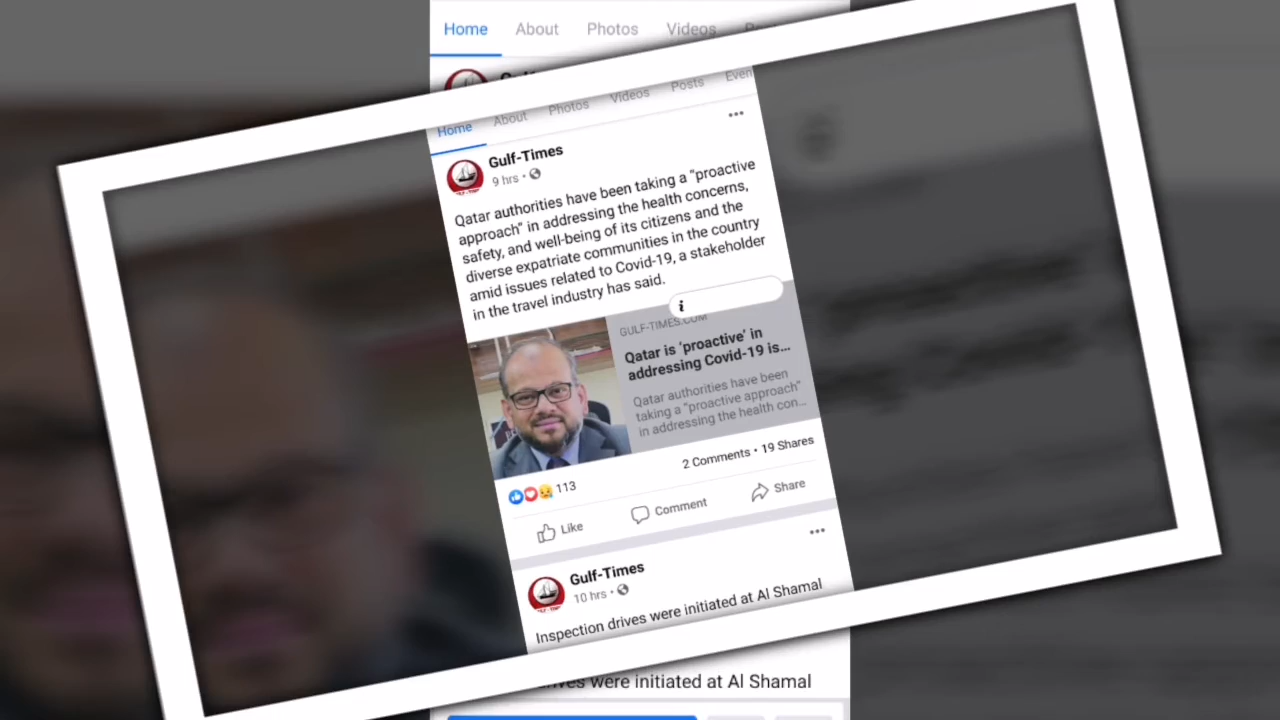 Home About Photos Videos
Home About Photos Videos Posts
Gulf-Times
9 hrs
Qatar authorities have been taking a "proactive
approach" in addressing the health concerns,
safety, and well-being of its citizens and the
diverse expatriate communities in the country
amid issues related to Covid-19, a stakeholder
in the travel industry has said.
GULF-TIMES.COM
Qatar is 'proactive' in
addressing Covid-19 is...
Qatar authorities have been
taking a "proactive approach"
in addressing the health con...
113
2 Comments • 19 Shares
Like Comment Share
Gulf-Times
10 hrs
Inspection drives were initiated at Al Shamal
were initiated at Al Shamal